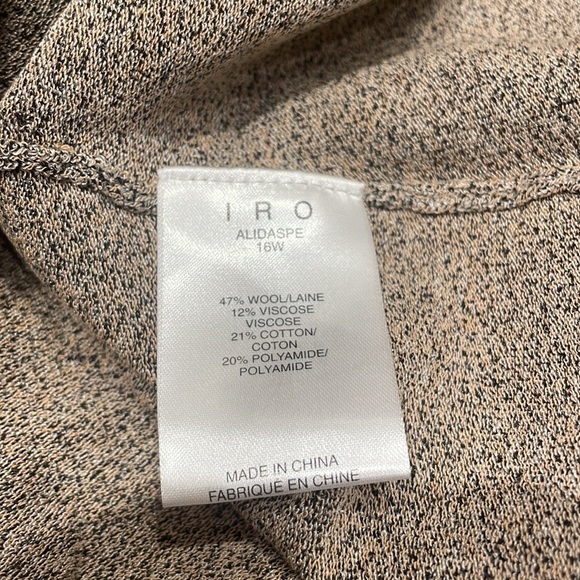 IRO
ALIDASPE
16W
47% WOOL/LAINE
12% VISCOSE
VISCOSE
21% COTTON/
COTON
20% POLYAMIDE/
POLYAMIDE
MADE IN CHINA
FABRIQUÉ EN CHINE